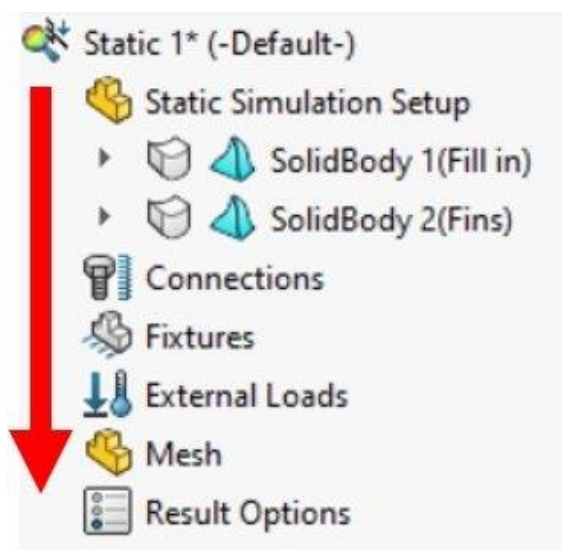 Static 1* (-Default-)
Static Simulation Setup
SolidBody 1(Fill in)
SolidBody 2(Fins)
Connections
Fixtures
External Loads
Mesh
Result Options